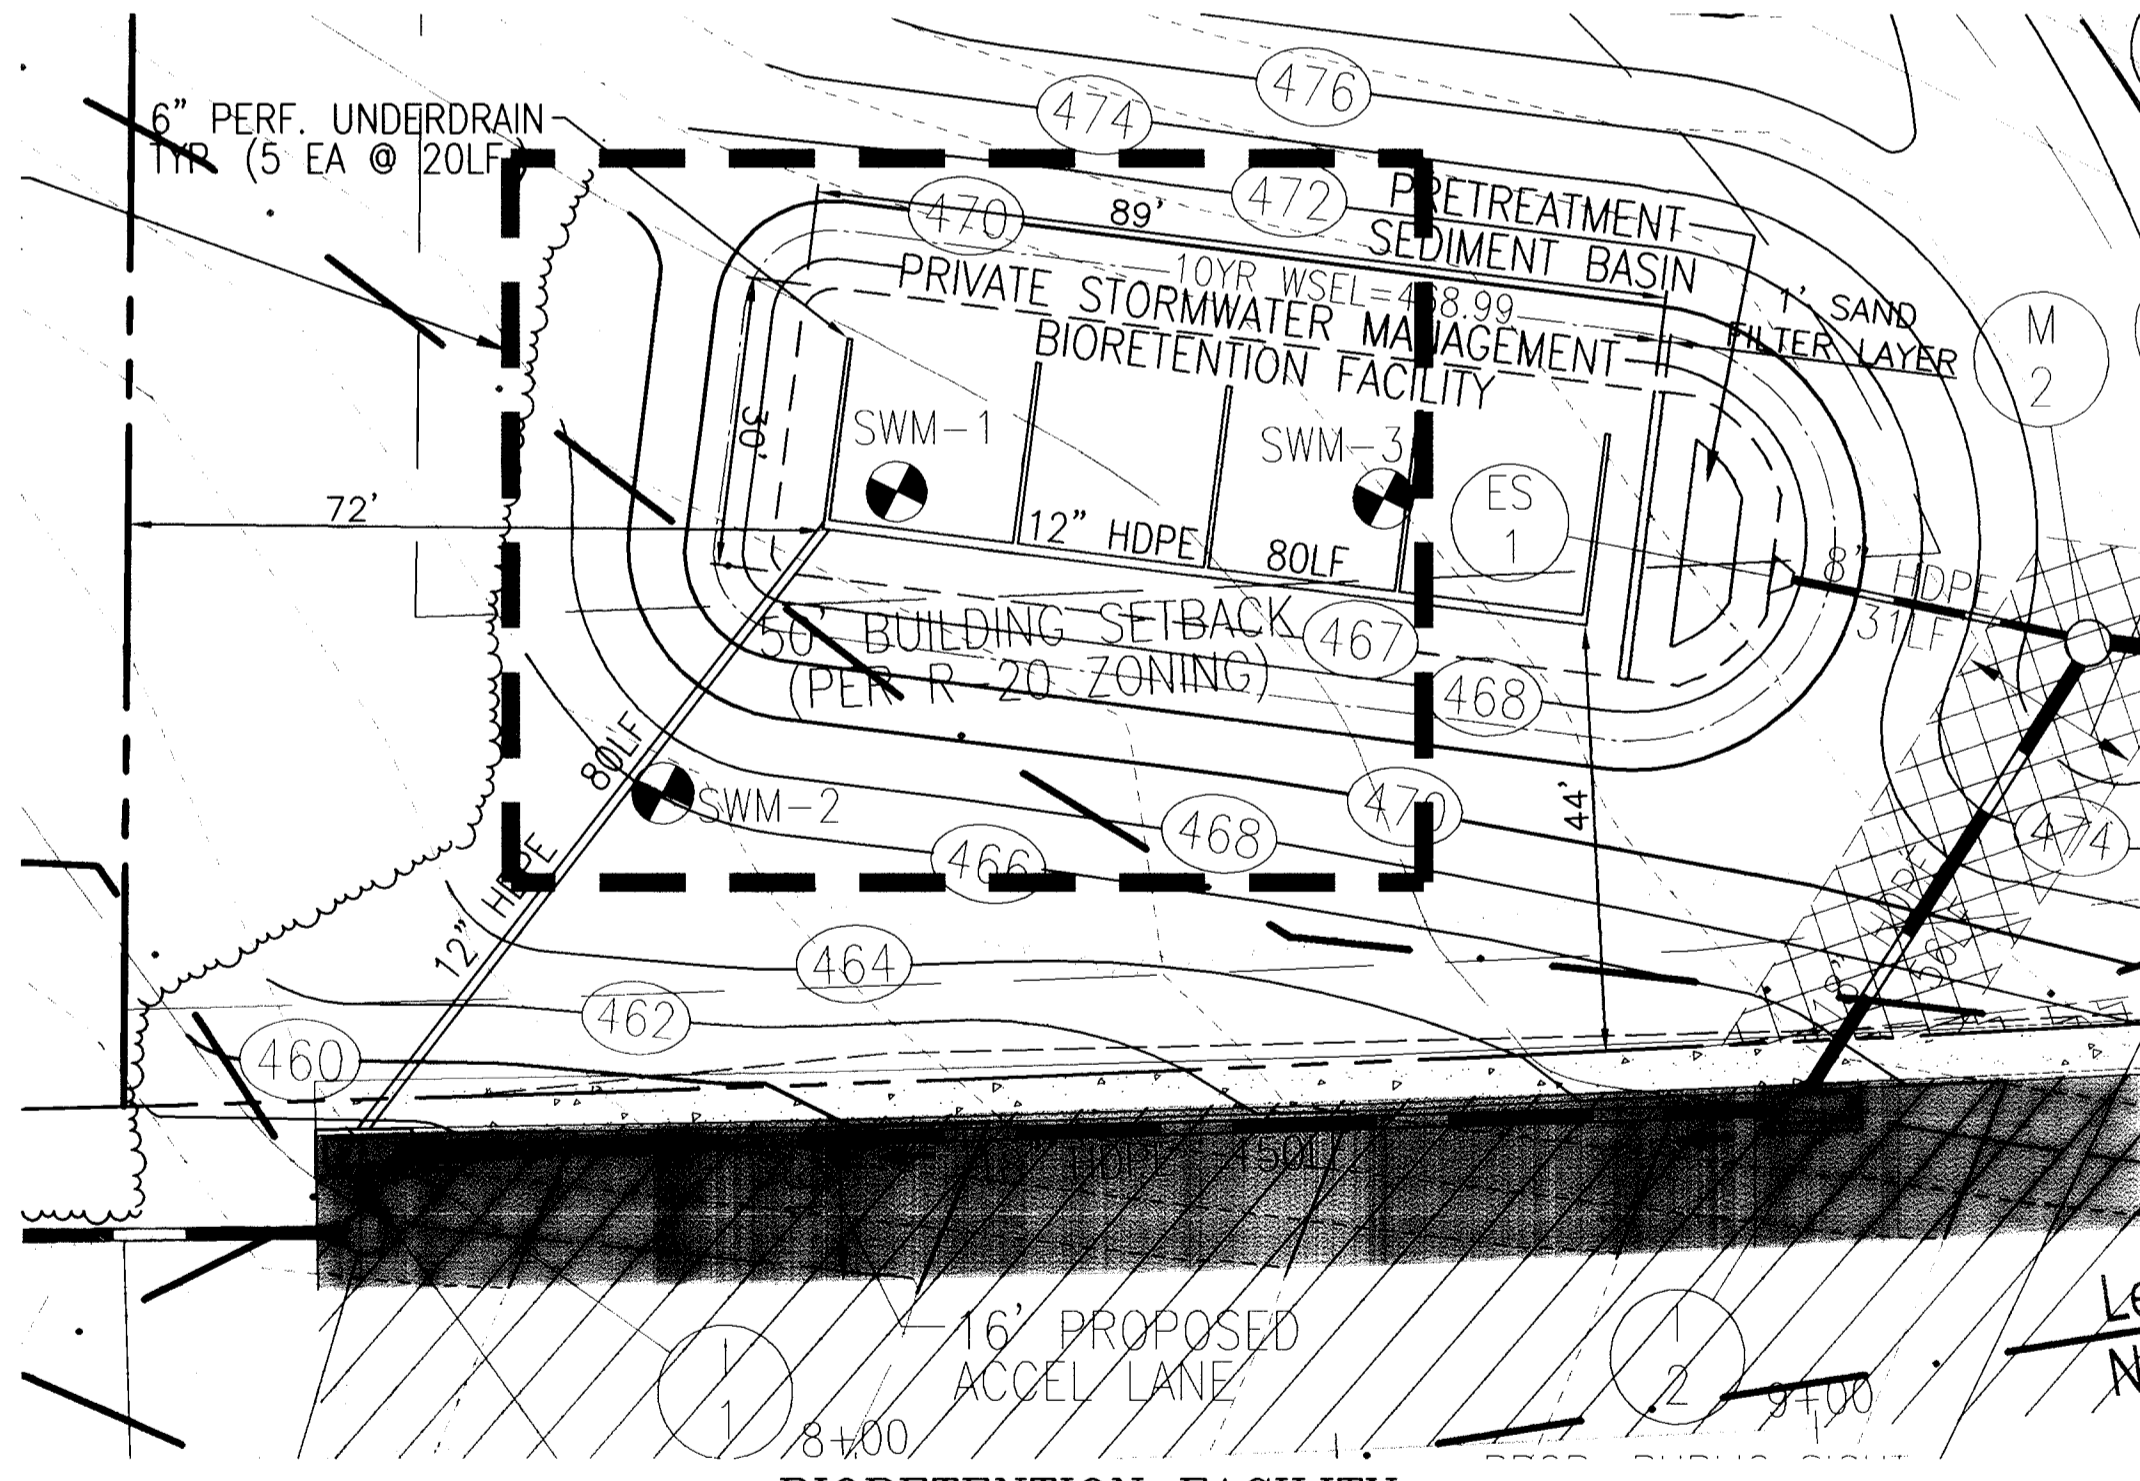 6" PERF. UNDERDRAIN
TYP. (5 EA @ 20LF
476
474
472
470
89'
PRETREATMENT
SEDIMENT BASIN
10YR WSEL=468.99
PRIVATE STORMWATER MANAGEMENT
BIORETENTION FACILITY
1' SAND
FILTER LAYER
M
2
30'
SWM-1
SWM-3
ES
1
72'
12" HDPE
80LF
8" HDPE
31LF
50' BUILDING SETBACK
(PER R-20 ZONING)
467
468
80LF
12" HDPE
SWM-2
44'
470
468
466
474
464
462
460
16' PROPOSED
ACCEL LANE
I
1
8+00
I
2
9+00
BIORETENTION FACILITY